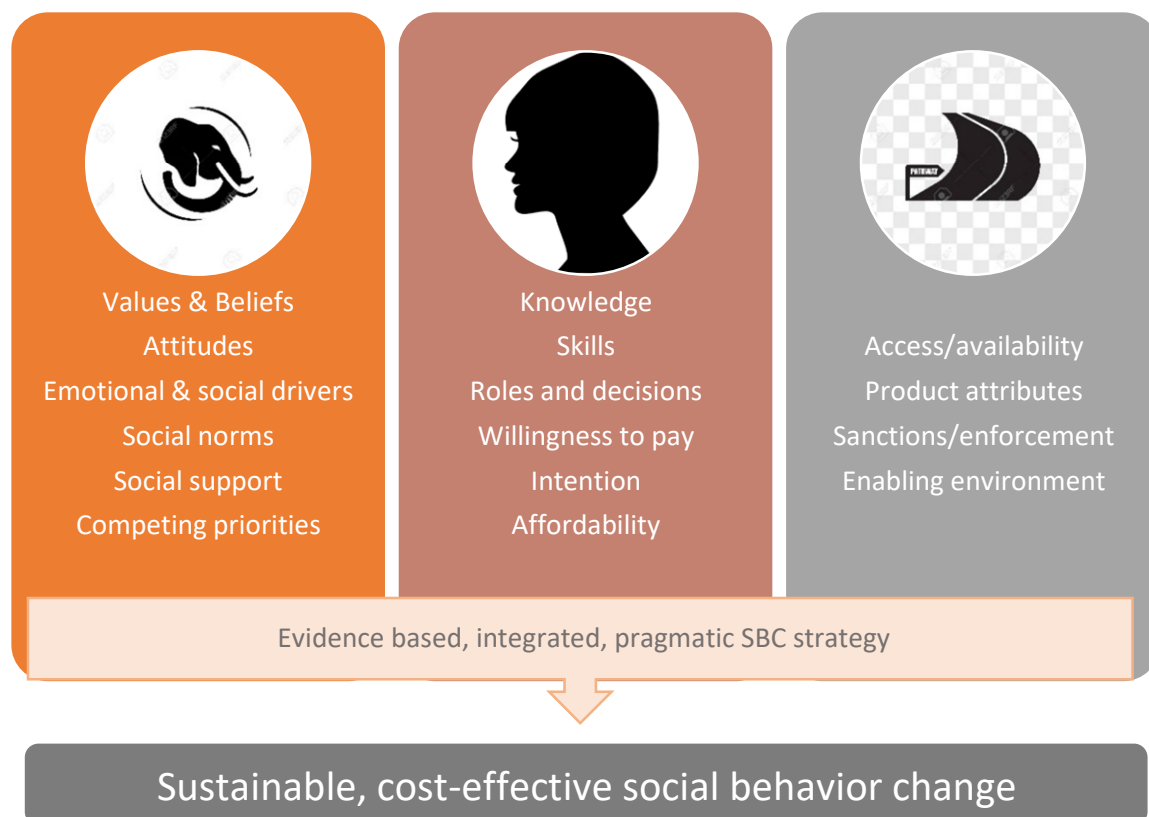 Values & Beliefs
Attitudes
Emotional & social drivers
Social norms
Social support
Competing priorities
Knowledge
Skills
Roles and decisions
Willingness to pay
Intention
Affordability
PATHWAY
Access/availability
Product attributes
Sanctions/enforcement
Enabling environment
Evidence based, integrated, pragmatic SBC strategy
Sustainable, cost-effective social behavior change